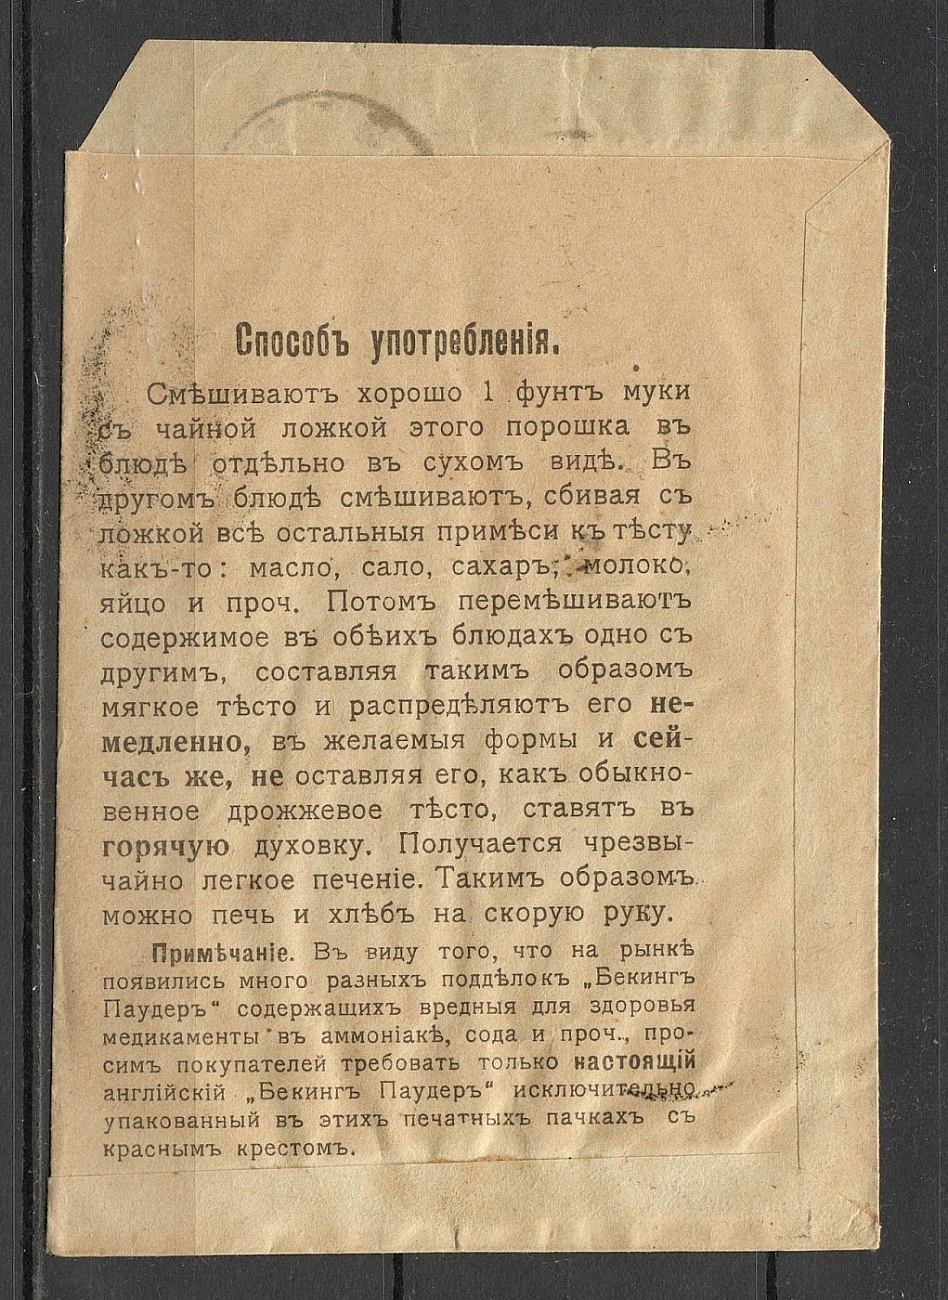 Способъ употребленія.
Смѣшиваютъ хорошо 1 фунтъ муки
съ чайной ложкой этого порошка въ
блюдѣ отдѣльно въ сухомъ видѣ. Въ
другомъ блюдѣ смѣшиваютъ, сбивая съ
ложкой всѣ остальныя примѣси къ тѣсту
какъ-то: масло, сало, сахаръ, молоко,
яйцо и проч. Потомъ перемѣшиваютъ
содержимое въ обѣихъ блюдахъ одно съ
другимъ, составляя такимъ образомъ
мягкое тѣсто и распредѣляютъ его не-
медленно, въ желаемыя формы и сей-
часъ же, не оставляя его, какъ обыкно-
венное дрожжевое тѣсто, ставятъ въ
горячую духовку. Получается чрезвы-
чайно легкое печеніе. Такимъ образомъ
можно печь и хлѣбъ на скорую руку.
Примѣчаніе. Въ виду того, что на рынкѣ
появились много разныхъ поддѣлокъ „Бекингъ
Паудеръ“ содержащихъ вредныя для здоровья
медикаменты въ аммоніакѣ, сода и проч., про-
симъ покупателей требовать только настоящій
англійскій „Бекингъ Паудеръ“ исключительно
упакованный въ этихъ печатныхъ пачкахъ съ
краснымъ крестомъ.